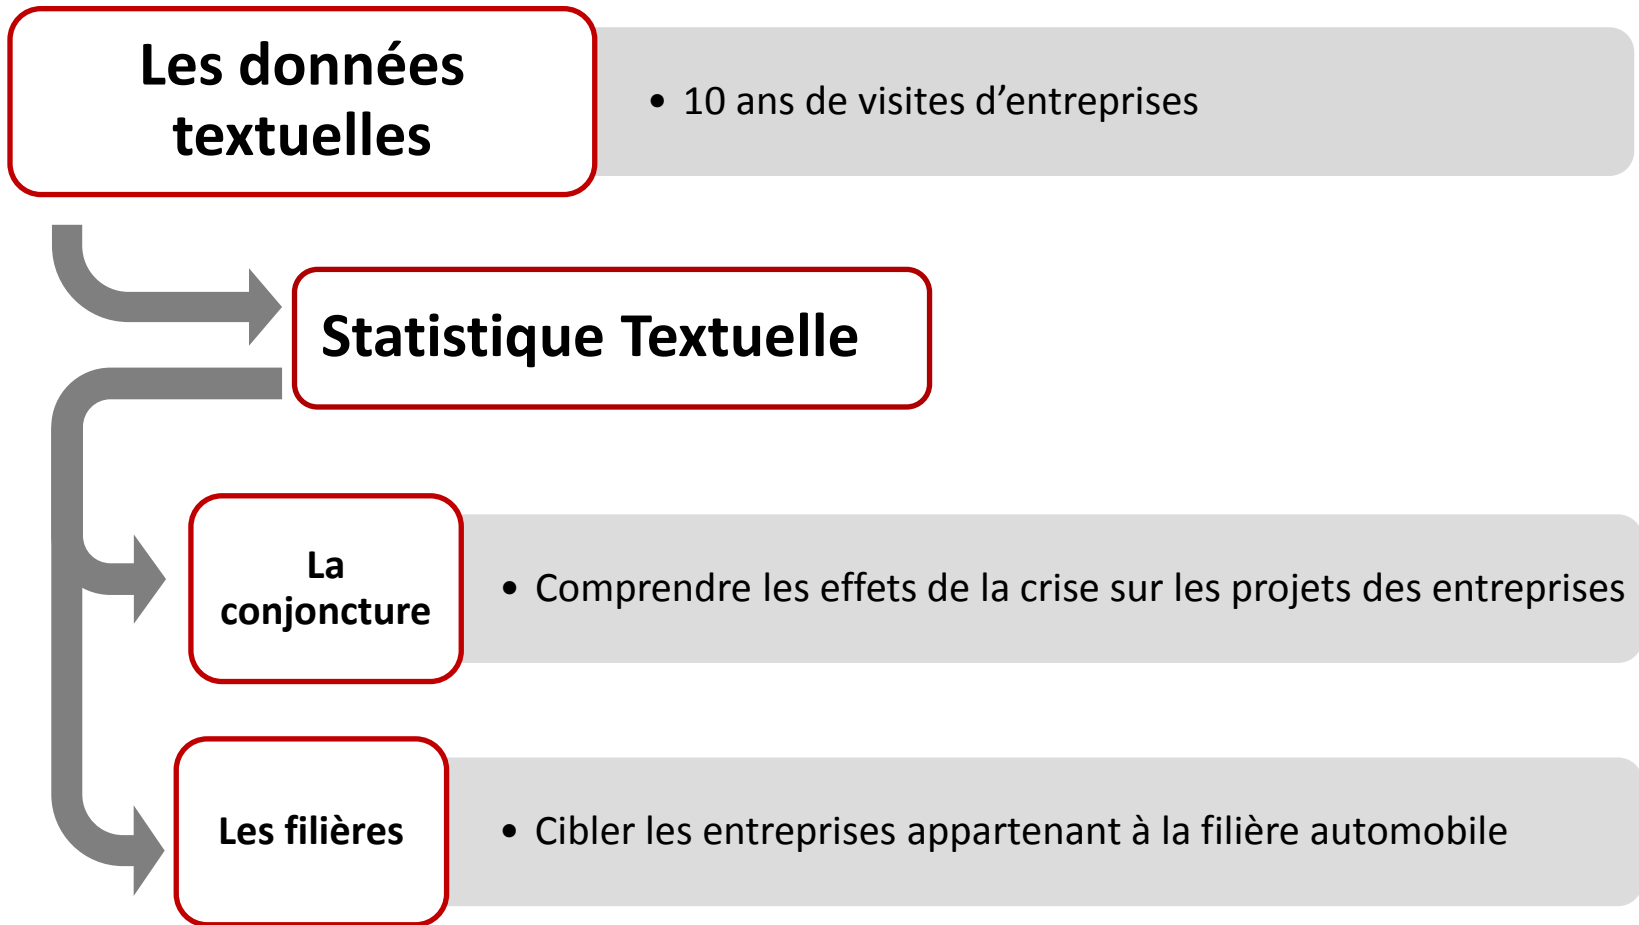 Les données
textuelles
• 10 ans de visites d’entreprises
Statistique Textuelle
La
conjoncture
• Comprendre les effets de la crise sur les projets des entreprises
Les filières
• Cibler les entreprises appartenant à la filière automobile